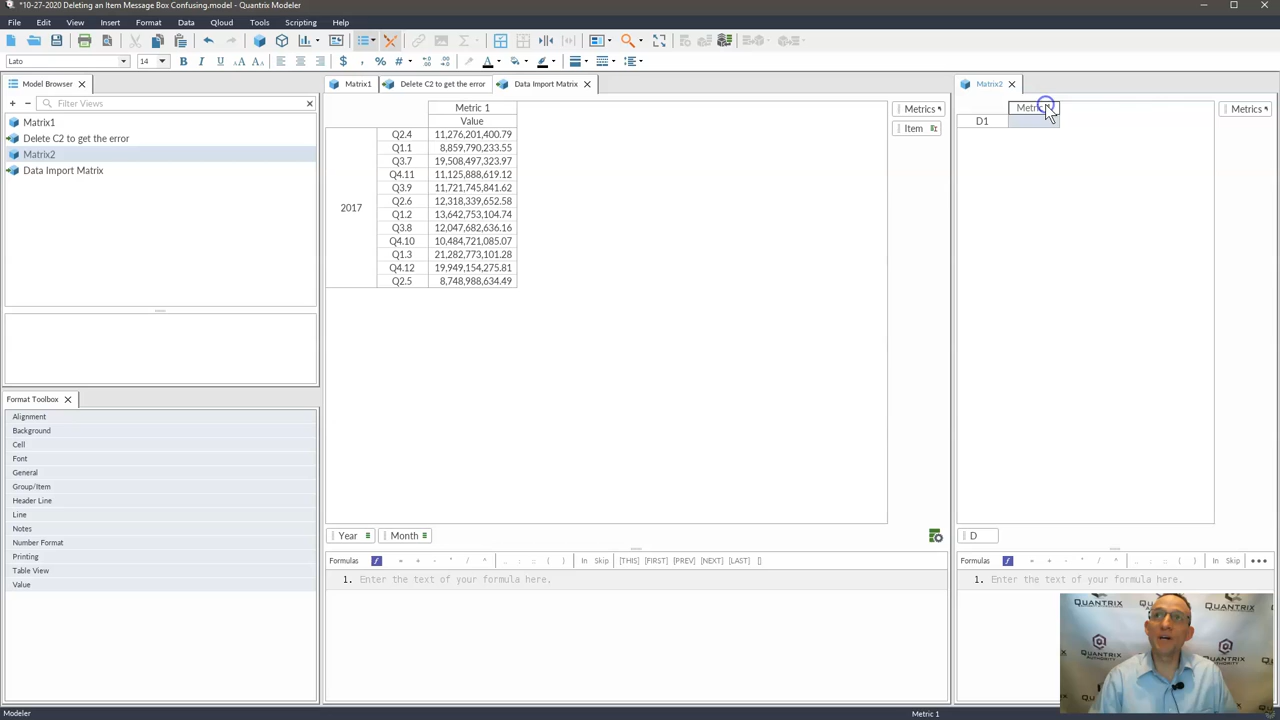 *10-27-2020 Deleting an Item Message Box Confusing.model - Quantrix Modeler
File Edit View Insert Format Data Qloud Tools Scripting Help
Lato 14 B I U
Model Browser
Filter Views
Matrix1
Delete C2 to get the error
Matrix2
Data Import Matrix
Format Toolbox
Alignment
Background
Cell
Font
General
Group/Item
Header Line
Line
Notes
Number Format
Printing
Table View
Value
Matrix1 Delete C2 to get the error Data Import Matrix
Metric 1
Value
2017
Q2.4 11,276,201,400.79
Q1.1 8,859,790,233.55
Q3.7 19,508,497,323.97
Q4.11 11,125,888,619.12
Q3.9 11,721,745,841.62
Q2.6 12,318,339,652.58
Q1.2 13,642,753,104.74
Q3.8 12,047,682,636.16
Q4.10 10,484,721,085.07
Q1.3 21,282,773,101.28
Q4.12 19,949,154,275.81
Q2.5 8,748,988,634.49
Metrics
Item
Year Month
Formulas = + - * / ^ .. : :: ( ) In Skip [THIS] [FIRST] [PREV] [NEXT] [LAST] []
1. Enter the text of your formula here.
Matrix2
Metric
D1
Metrics
D
Formulas = + - * / ^ .. : :: ( ) In Skip
1. Enter the text of your formula here.
QUANTRIX
QUANTRIX
QUANTRIX
AUTHORITY
Modeler
Metric 1